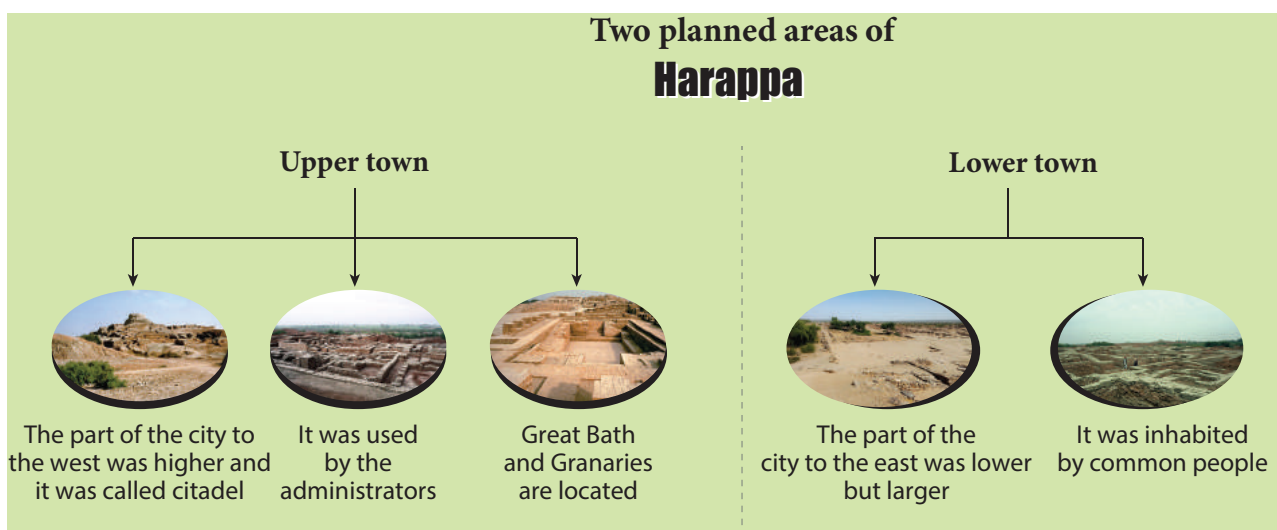 Two planned areas of
Harappa
Upper town
The part of the city to
the west was higher and
it was called citadel
It was used
by the
administrators
Great Bath
and Granaries
are located
Lower town
The part of the
city to the east was lower
but larger
It was inhabited
by common people